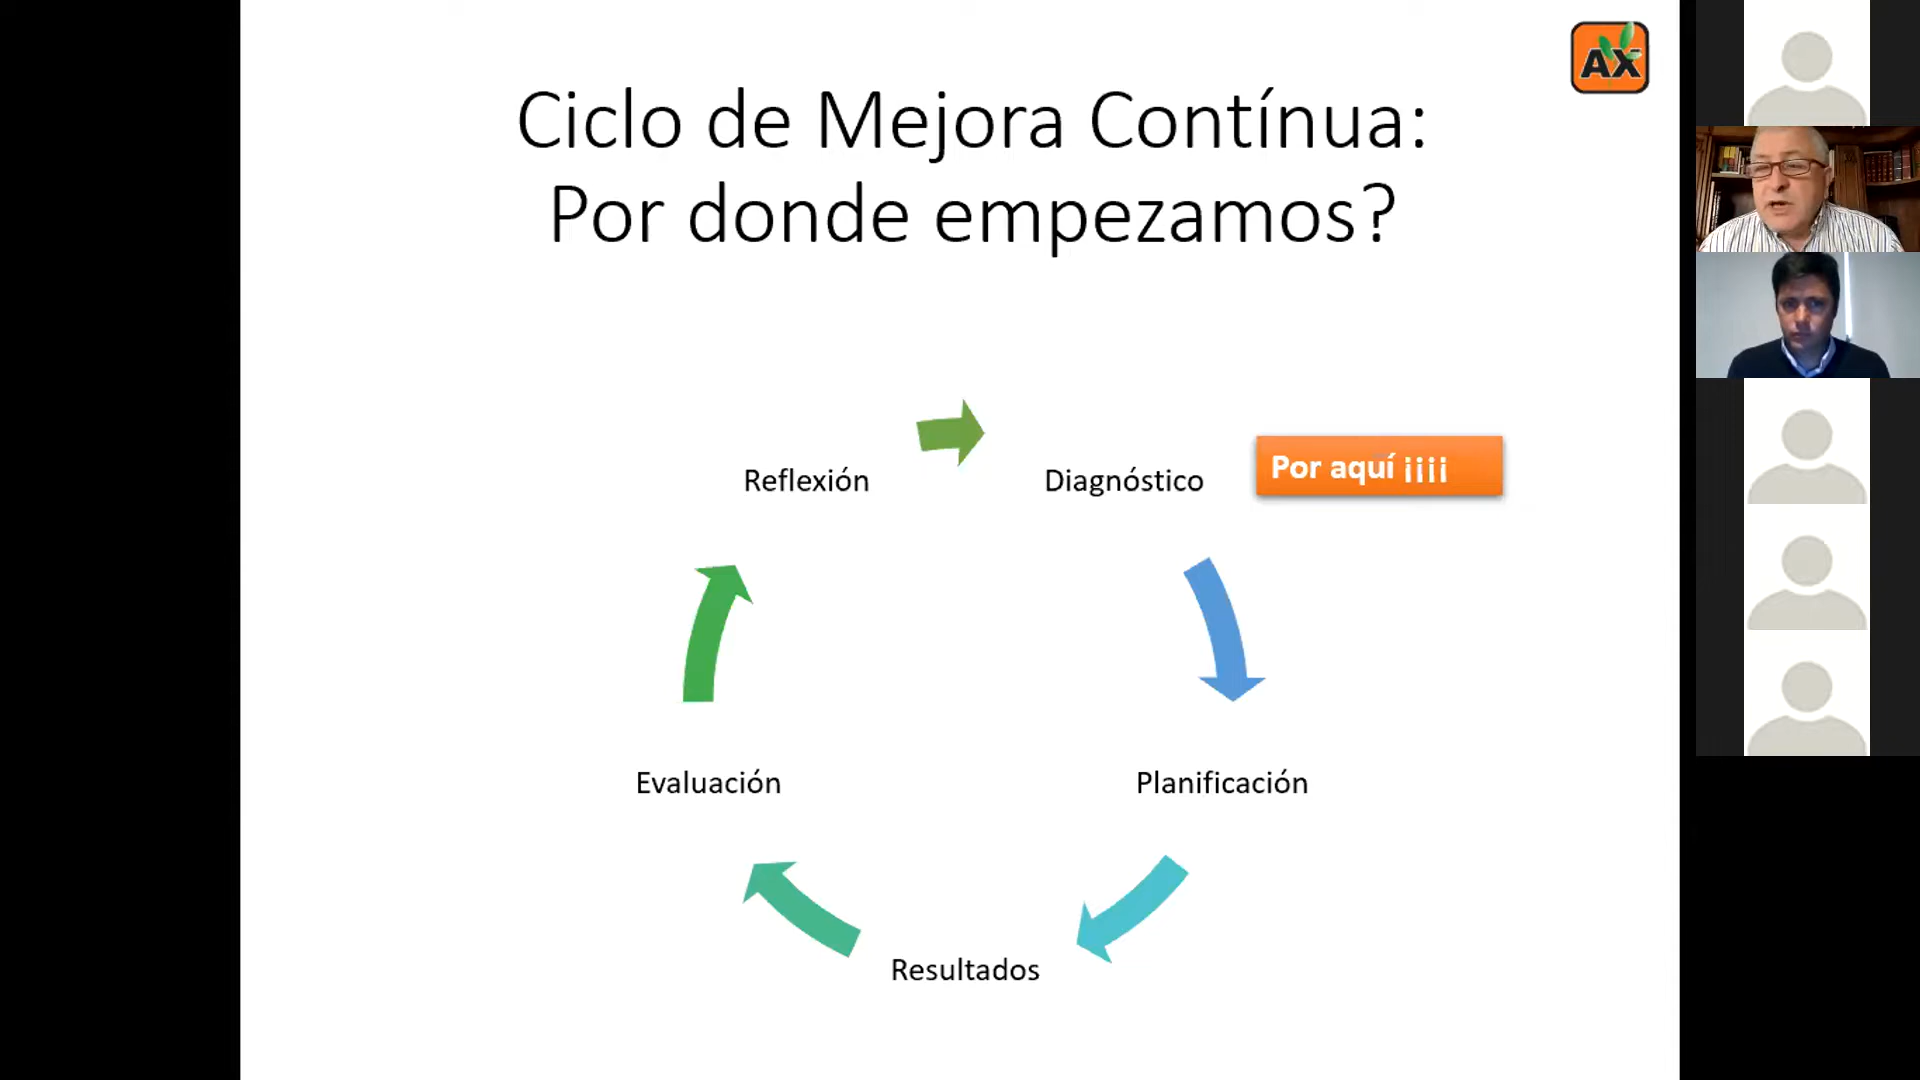 AX
Ciclo de Mejora Contínua:
Por donde empezamos?
Reflexión
Diagnóstico
Por aquí ¡¡¡¡
Evaluación
Planificación
Resultados